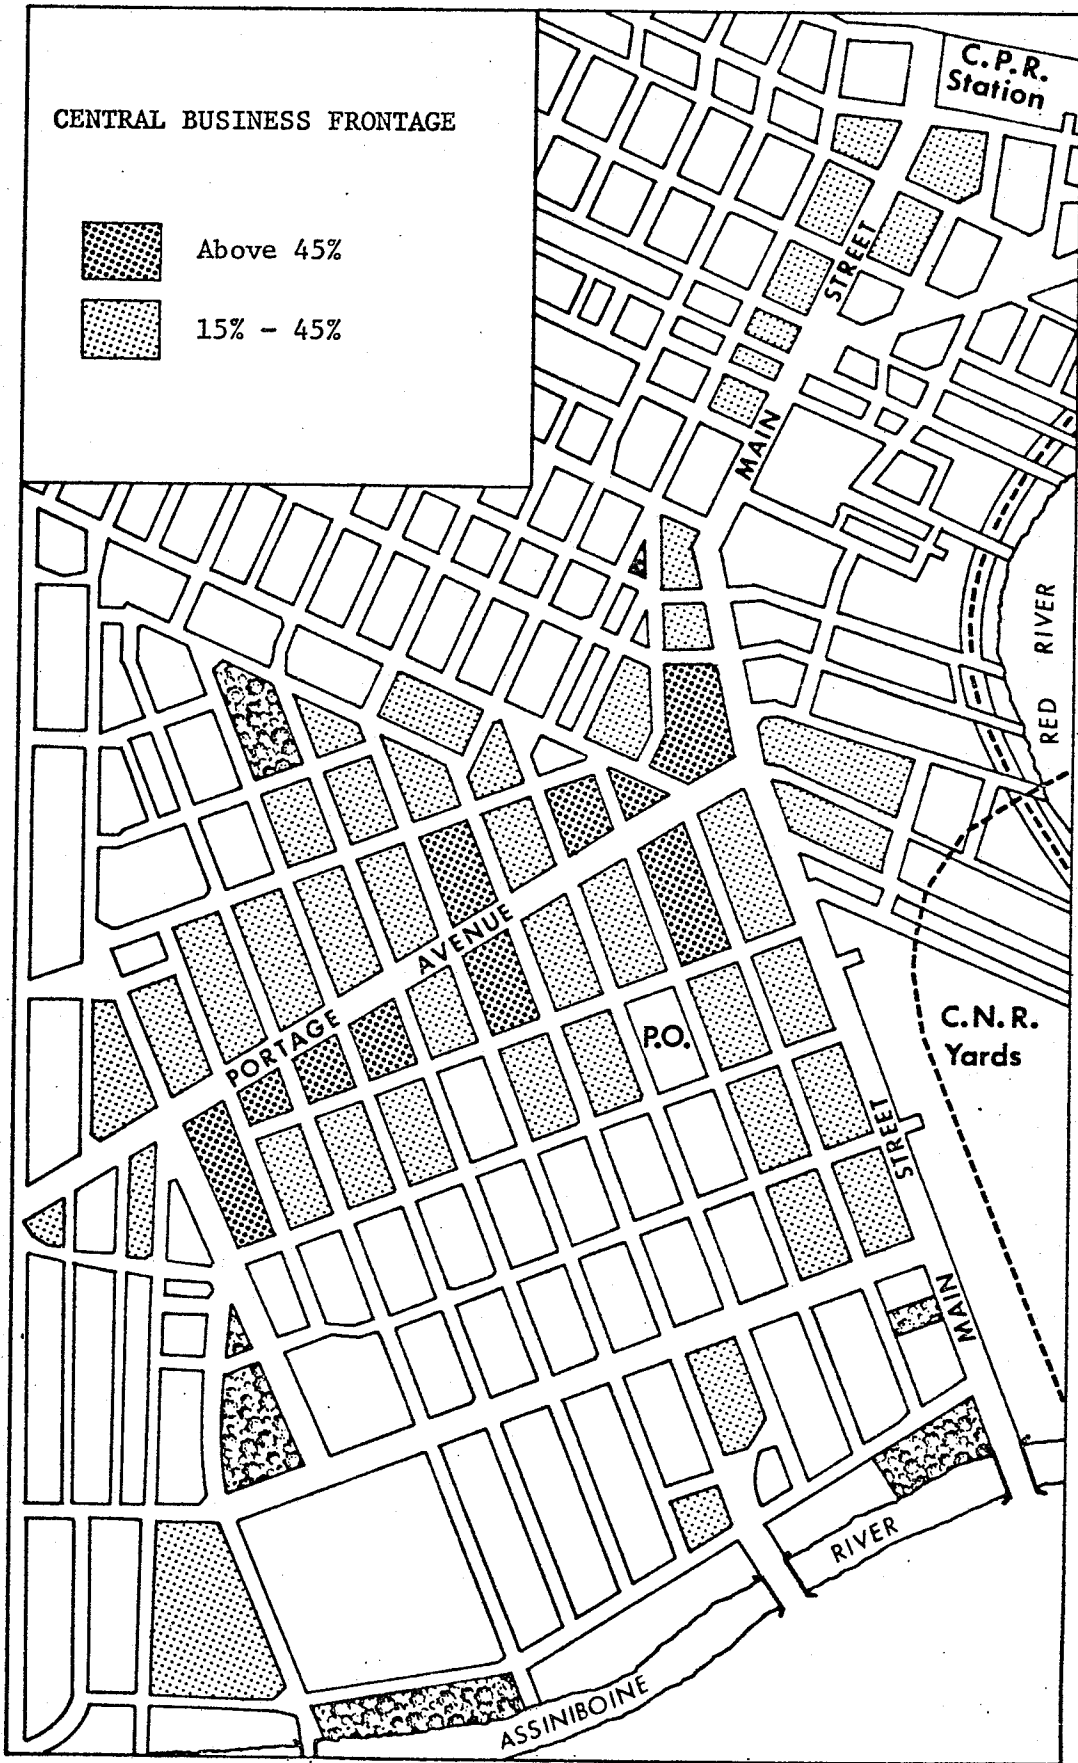 CENTRAL BUSINESS FRONTAGE
Above 45%
15% - 45%
C.P.R.
Station
STREET
MAIN
RED RIVER
PORTAGE AVENUE
P.O.
C.N.R.
Yards
STREET
MAIN
RIVER
ASSINIBOINE